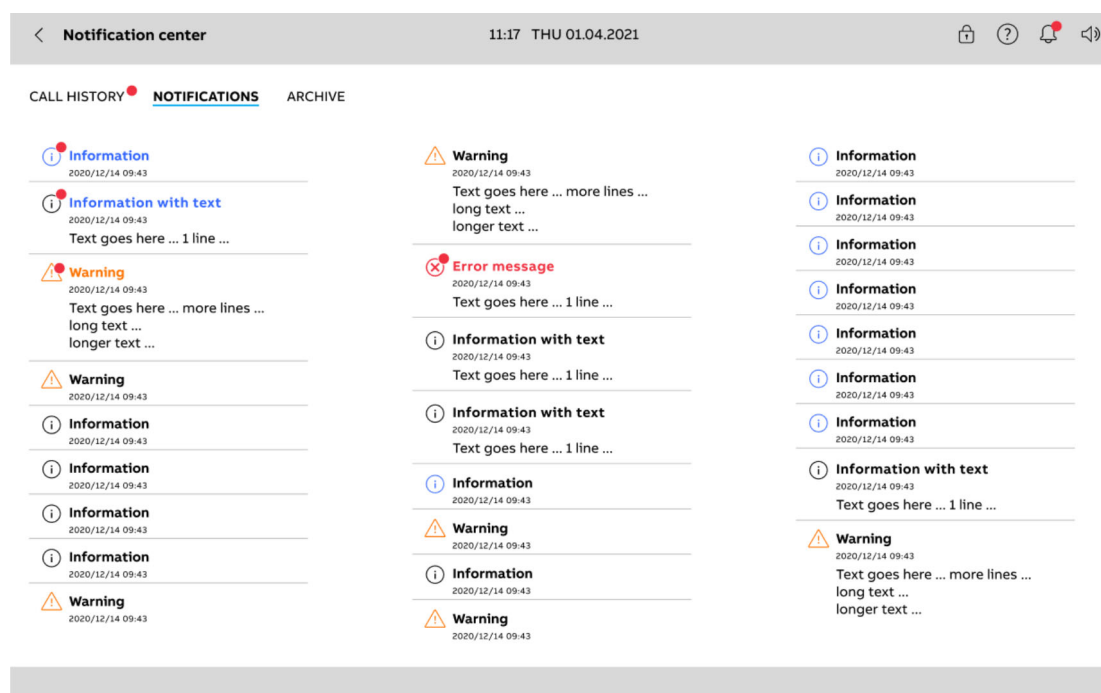 Notification center
11:17 THU 01.04.2021
CALL HISTORY NOTIFICATIONS ARCHIVE
Information
2020/12/14 09:43
Information with text
2020/12/14 09:43
Text goes here ... 1 line ...
Warning
2020/12/14 09:43
Text goes here ... more lines ...
long text ...
longer text ...
Warning
2020/12/14 09:43
Information
2020/12/14 09:43
Information
2020/12/14 09:43
Information
2020/12/14 09:43
Information
2020/12/14 09:43
Warning
2020/12/14 09:43
Warning
2020/12/14 09:43
Text goes here ... more lines ...
long text ...
longer text ...
Error message
2020/12/14 09:43
Text goes here ... 1 line ...
Information with text
2020/12/14 09:43
Text goes here ... 1 line ...
Information with text
2020/12/14 09:43
Text goes here ... 1 line ...
Information
2020/12/14 09:43
Warning
2020/12/14 09:43
Information
2020/12/14 09:43
Warning
2020/12/14 09:43
Information
2020/12/14 09:43
Information
2020/12/14 09:43
Information
2020/12/14 09:43
Information
2020/12/14 09:43
Information
2020/12/14 09:43
Information
2020/12/14 09:43
Information
2020/12/14 09:43
Information with text
2020/12/14 09:43
Text goes here ... 1 line ...
Warning
2020/12/14 09:43
Text goes here ... more lines ...
long text ...
longer text ...